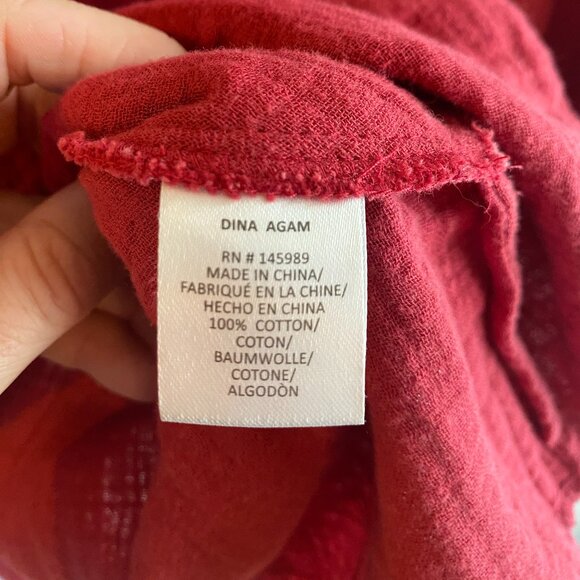 DINA AGAM
RN # 145989
MADE IN CHINA/
FABRIQUÉ EN LA CHINE/
HECHO EN CHINA
100% COTTON/
COTON/
BAUMWOLLE/
COTONE/
ALGODÒN